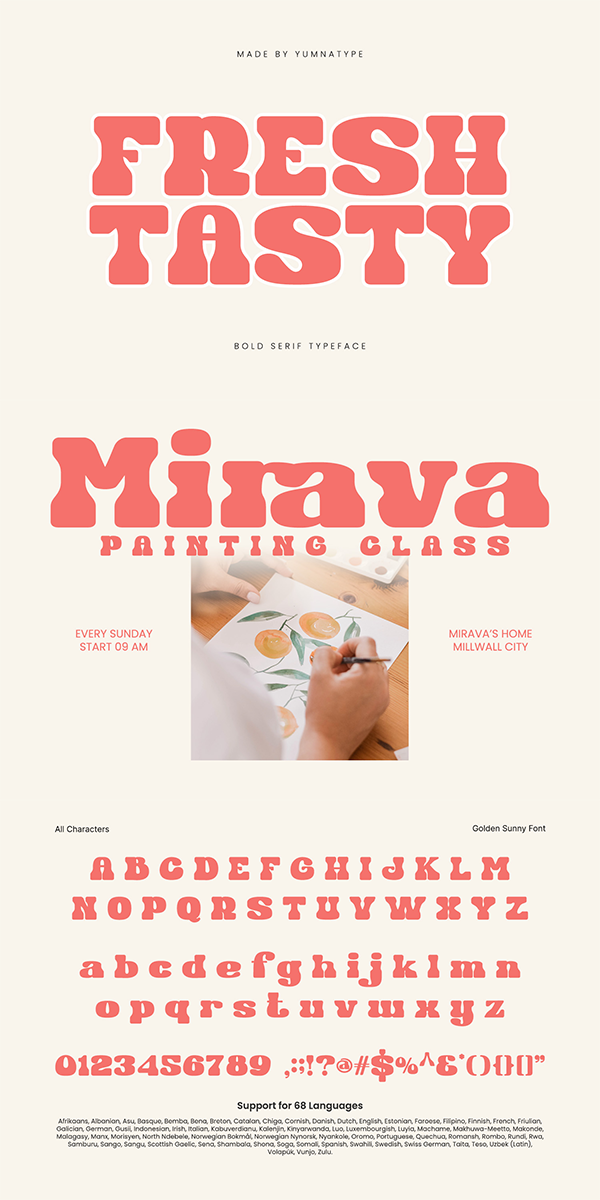 MADE BY YUMNATYPE
FRESH
TASTY
BOLD SERIF TYPEFACE
Mirava
PAINTING CLASS
EVERY SUNDAY
START 09 AM
MIRAVA'S HOME
MILLWALL CITY
All Characters
Golden Sunny Font
A B C D E F G H I J K L M
N O P Q R S T U V W X Y Z
a b c d e f g h i j k l m n
o p q r s t u v w x y z
0123456789 ,:;!?@#$%^&*(){}[]”
Support for 68 Languages
Afrikaans, Albanian, Asu, Basque, Bemba, Bena, Breton, Catalan, Chiga, Cornish, Danish, Dutch, English, Estonian, Faroese, Filipino, Finnish, French, Friulian,
Galician, German, Gusii, Indonesian, Irish, Italian, Kabuverdianu, Kalenjin, Kinyarwanda, Luo, Luxembourgish, Luyia, Machame, Makhuwa-Meetto, Makonde,
Malagasy, Manx, Morisyen, North Ndebele, Norwegian Bokmål, Norwegian Nynorsk, Nyankole, Oromo, Portuguese, Quechua, Romansh, Rombo, Rundi, Rwa,
Samburu, Sango, Sangu, Scottish Gaelic, Sena, Shambala, Shona, Soga, Somali, Spanish, Swahili, Swedish, Swiss German, Taita, Teso, Uzbek (Latin),
Volapük, Vunjo, Zulu.